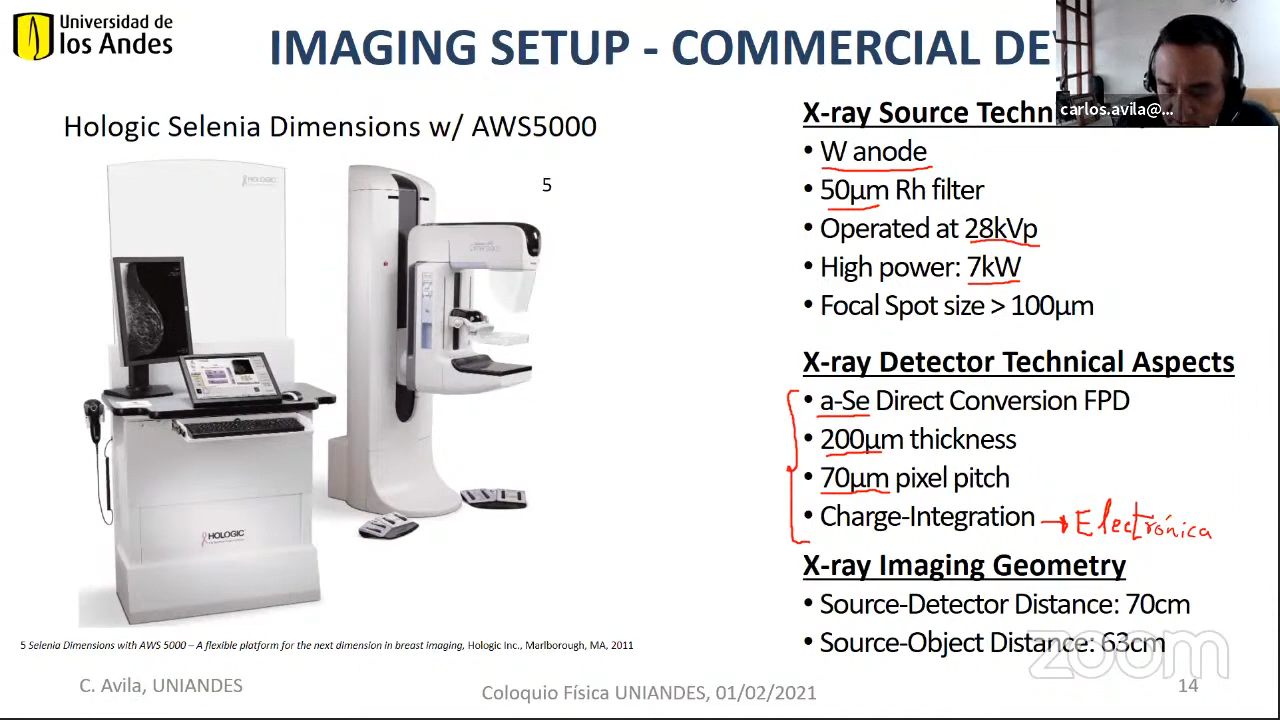 Universidad de
los Andes
IMAGING SETUP - COMMERCIAL DE
carlos.avila@...
Hologic Selenia Dimensions w/ AWS5000
5
HOLOGIC
HOLOGIC
X-ray Source Techn
• W anode
• 50µm Rh filter
• Operated at 28kVp
• High power: 7kW
• Focal Spot size > 100µm
X-ray Detector Technical Aspects
• a-Se Direct Conversion FPD
• 200µm thickness
• 70µm pixel pitch
• Charge-Integration → Electrónica
X-ray Imaging Geometry
• Source-Detector Distance: 70cm
• Source-Object Distance: 63cm
5 Selenia Dimensions with AWS 5000 – A flexible platform for the next dimension in breast imaging, Hologic Inc., Marlborough, MA, 2011
zoom
C. Avila, UNIANDES
Coloquio Física UNIANDES, 01/02/2021
14